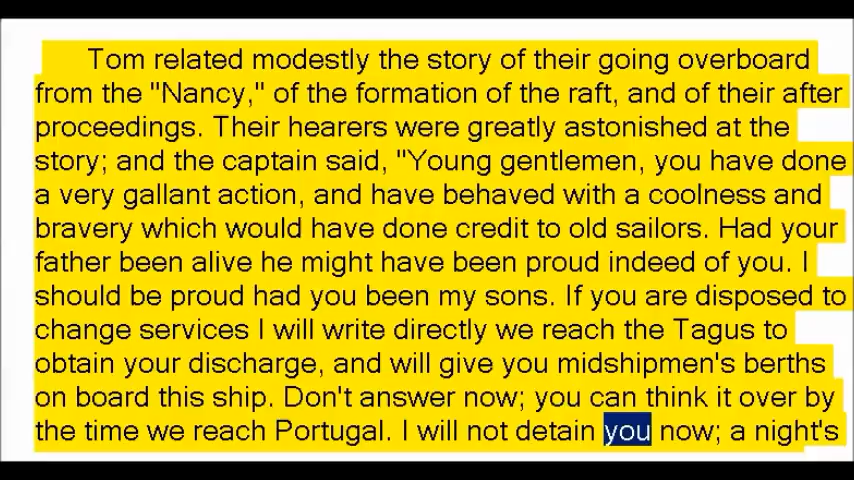 Tom related modestly the story of their going overboard
from the "Nancy," of the formation of the raft, and of their after
proceedings. Their hearers were greatly astonished at the
story; and the captain said, "Young gentlemen, you have done
a very gallant action, and have behaved with a coolness and
bravery which would have done credit to old sailors. Had your
father been alive he might have been proud indeed of you. I
should be proud had you been my sons. If you are disposed to
change services I will write directly we reach the Tagus to
obtain your discharge, and will give you midshipmen's berths
on board this ship. Don't answer now; you can think it over by
the time we reach Portugal. I will not detain you now; a night's